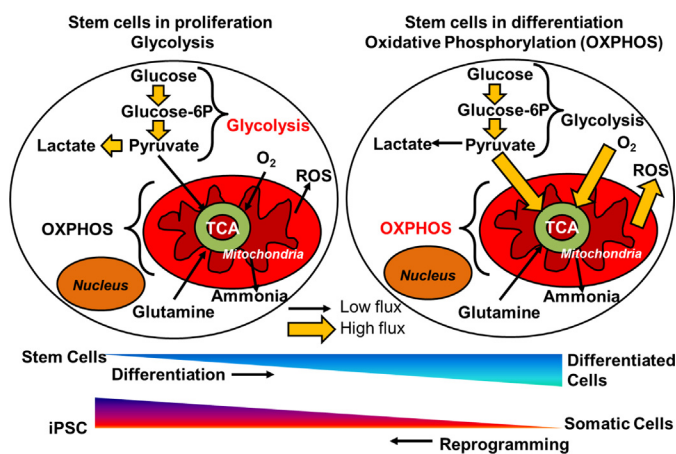 Stem cells in proliferation
Glycolysis
Glucose
Glucose-6P
Lactate
Pyruvate
Glycolysis
O2
ROS
OXPHOS
TCA
Mitochondria
Nucleus
Glutamine
Ammonia
Stem cells in differentiation
Oxidative Phosphorylation (OXPHOS)
Glucose
Glucose-6P
Lactate
Pyruvate
Glycolysis
O2
ROS
OXPHOS
TCA
Mitochondria
Nucleus
Glutamine
Ammonia
Low flux
High flux
Stem Cells
Differentiation
Differentiated
Cells
iPSC
Somatic Cells
Reprogramming